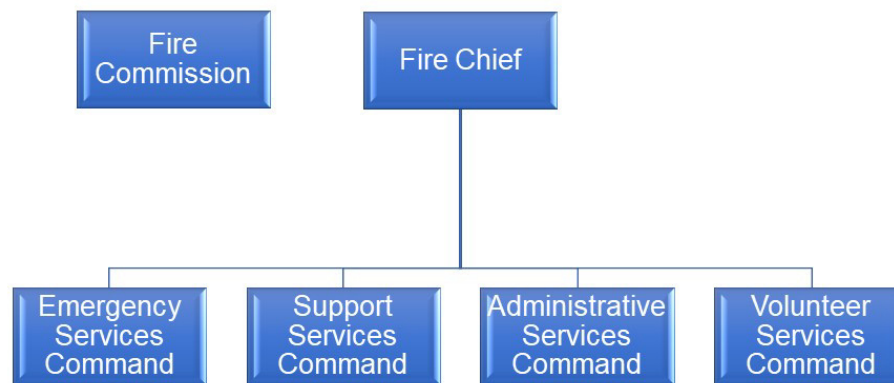 Fire
Commission
Fire Chief
Emergency
Services
Command
Support
Services
Command
Administrative
Services
Command
Volunteer
Services
Command